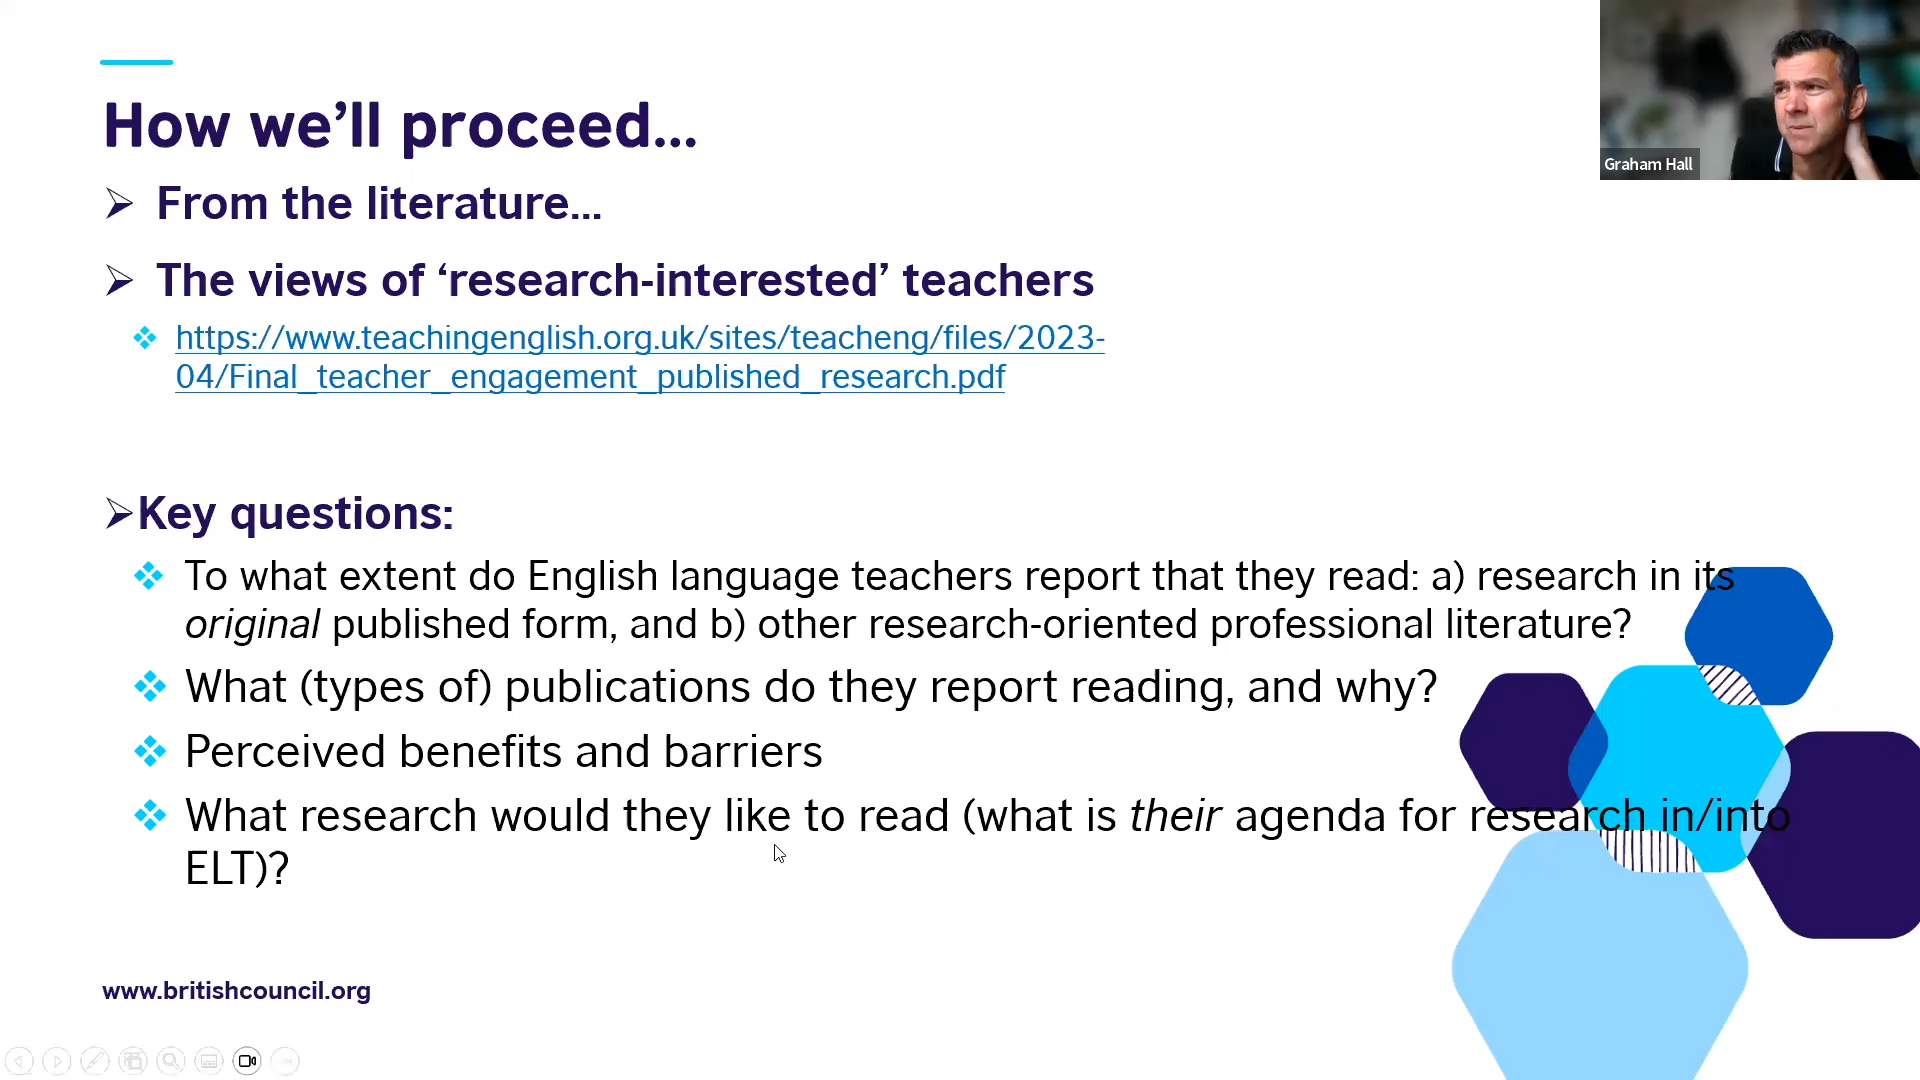 How we’ll proceed...
Graham Hall
From the literature...
The views of ‘research-interested’ teachers
https://www.teachingenglish.org.uk/sites/teacheng/files/2023-
04/Final_teacher_engagement_published_research.pdf
Key questions:
To what extent do English language teachers report that they read: a) research in its
original published form, and b) other research-oriented professional literature?
What (types of) publications do they report reading, and why?
Perceived benefits and barriers
What research would they like to read (what is their agenda for research in/into
ELT)?
www.britishcouncil.org